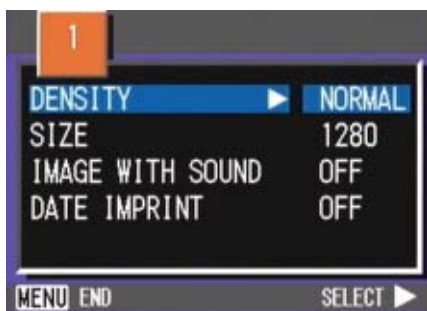 1
DENSITY ▶ NORMAL
SIZE 1280
IMAGE WITH SOUND OFF
DATE IMPRINT OFF
MENU END SELECT ▶